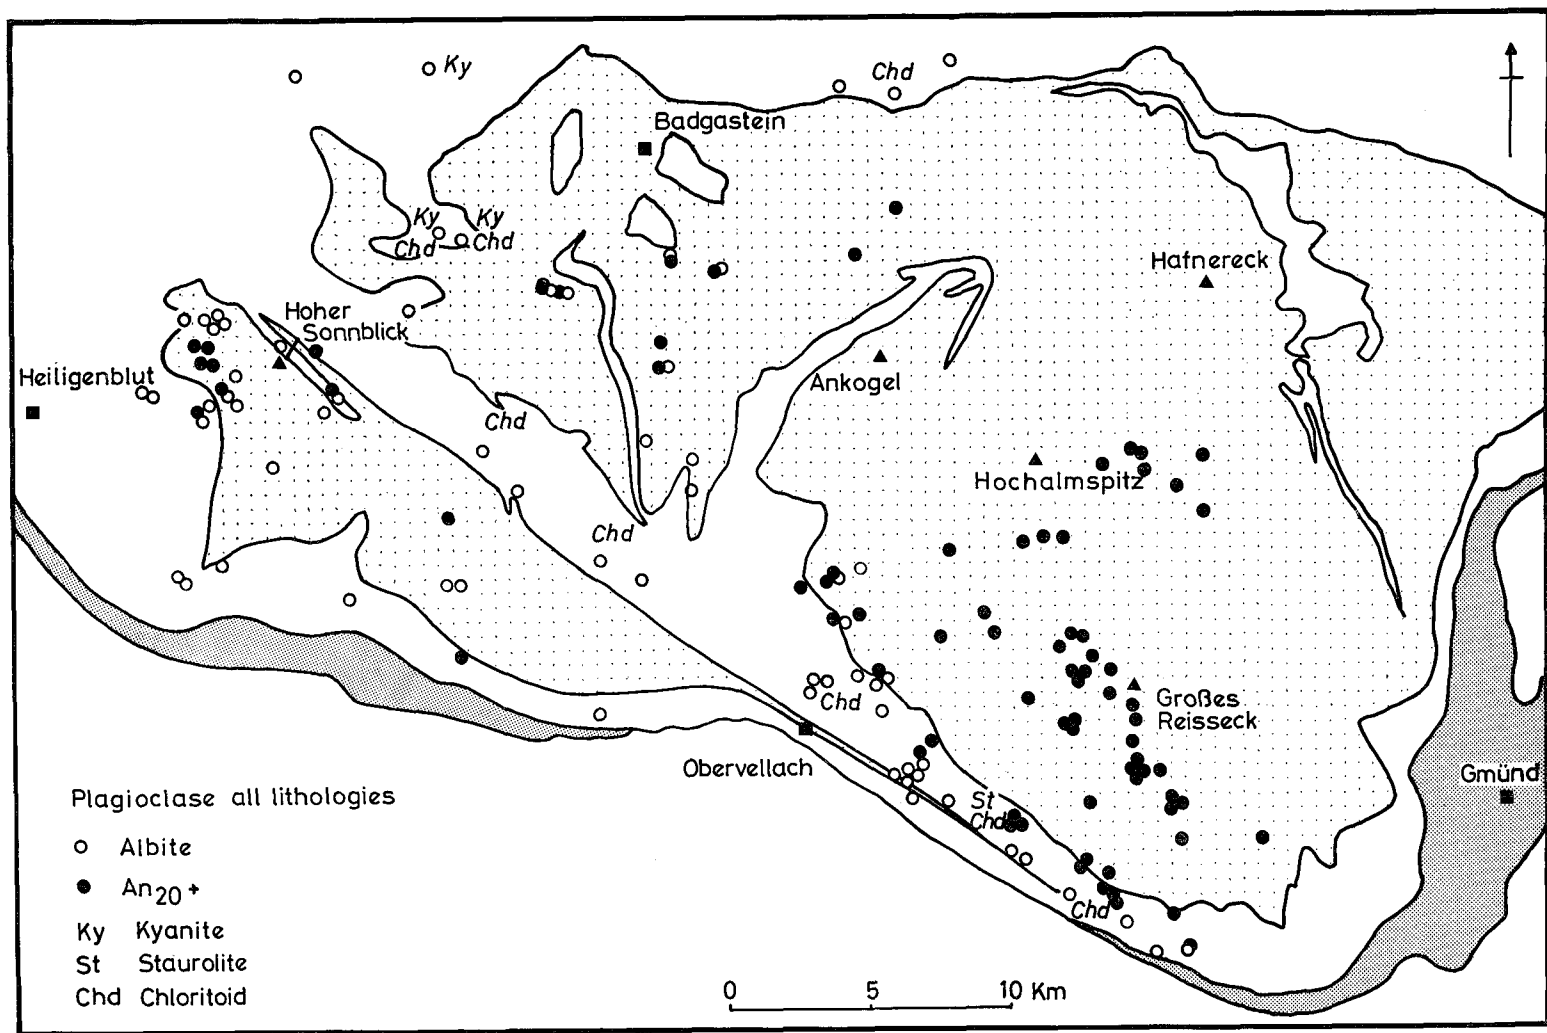 Ky
Chd
Badgastein
Ky
Ky
Chd
Chd
Hafnereck
Hoher
Sonnblick
Heiligenblut
Ankogel
Chd
Hochalmspitz
Chd
Großes
Reisseck
Chd
Obervellach
Gmünd
St
Chd
Chd
Plagioclase all lithologies
Albite
An20+
Ky Kyanite
St Staurolite
Chd Chloritoid
0 5 10 Km